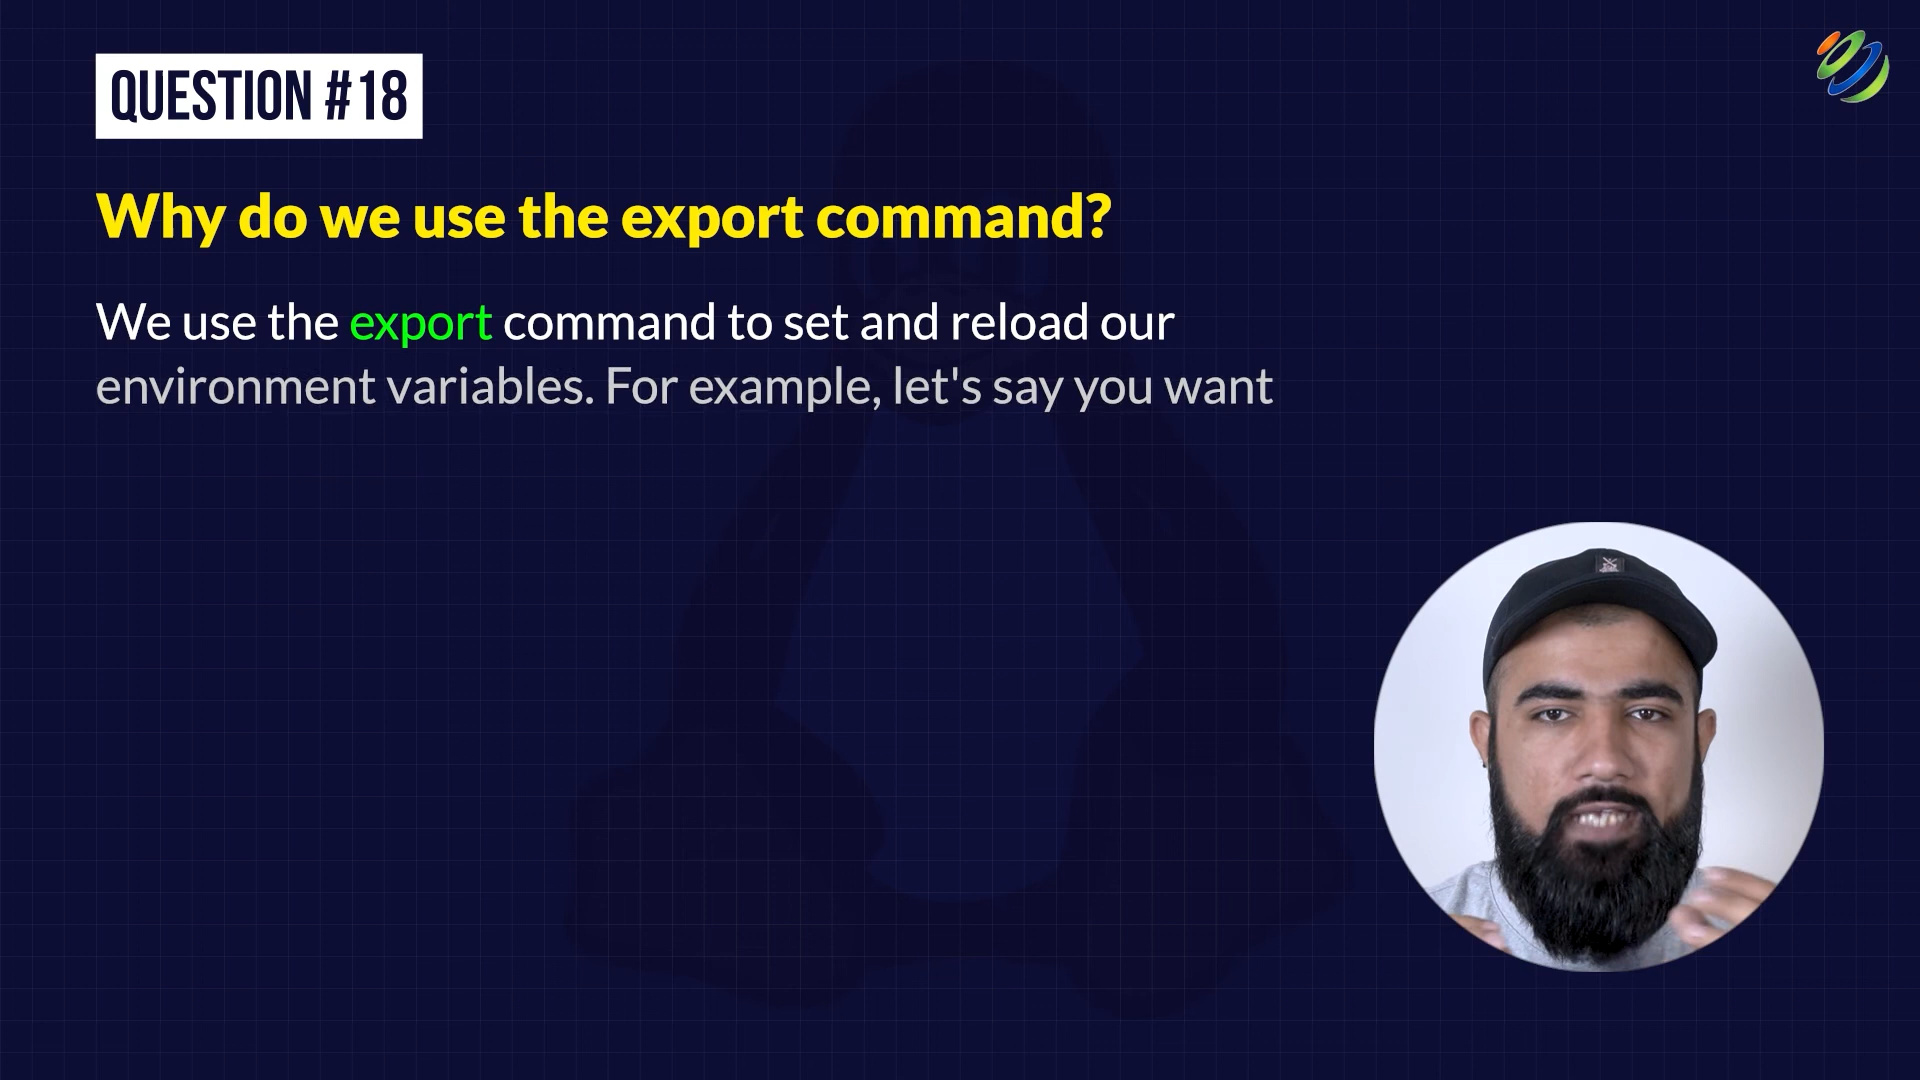 QUESTION #18
Why do we use the export command?
We use the export command to set and reload our
environment variables. For example, let's say you want